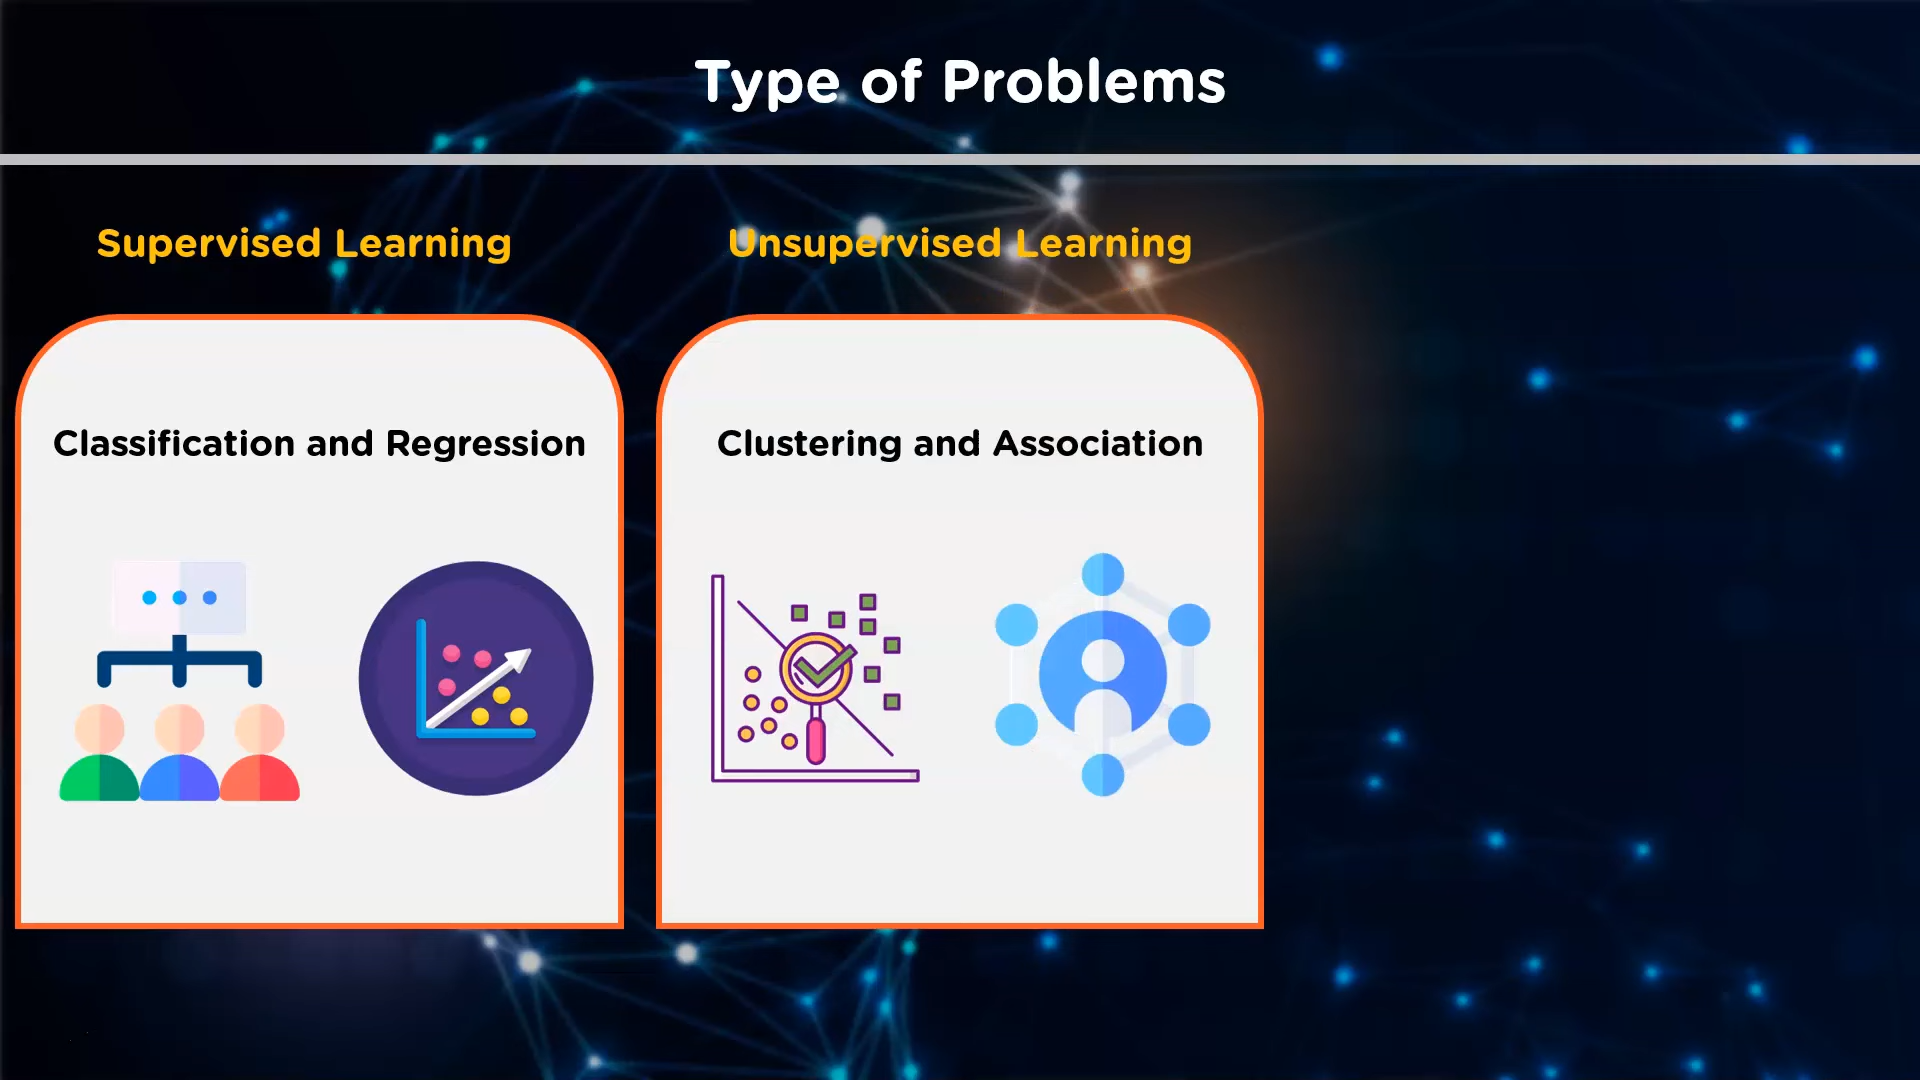 Type of Problems
Supervised Learning
Unsupervised Learning
Classification and Regression
Clustering and Association